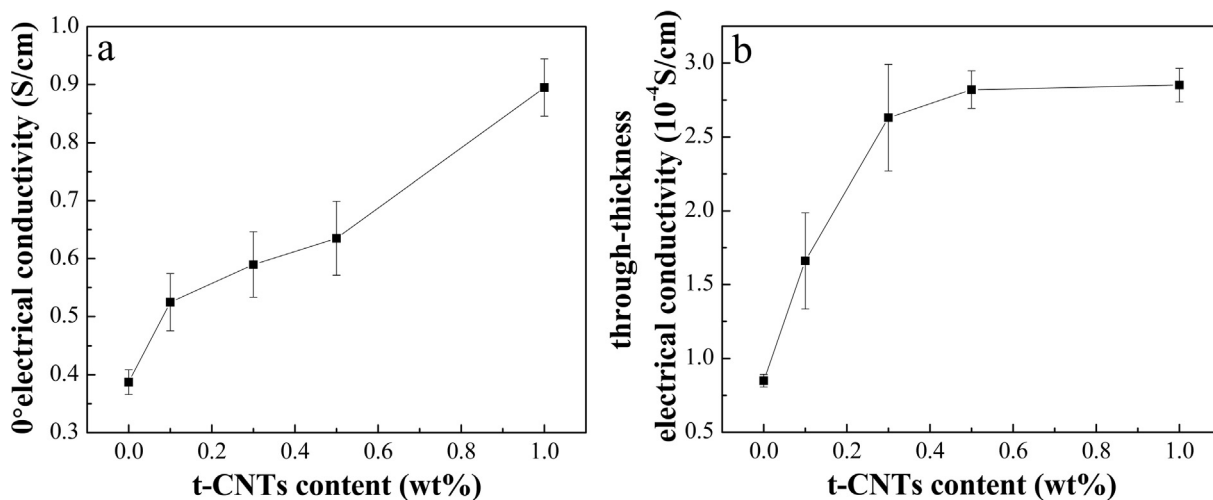 a
0°electrical conductivity (S/cm)
1.0
0.9
0.8
0.7
0.6
0.5
0.4
0.3
0.0 0.2 0.4 0.6 0.8 1.0
t-CNTs content (wt%)
b
through-thickness
electrical conductivity (10⁻⁴S/cm)
3.0
2.5
2.0
1.5
1.0
0.5
0.0 0.2 0.4 0.6 0.8 1.0
t-CNTs content (wt%)